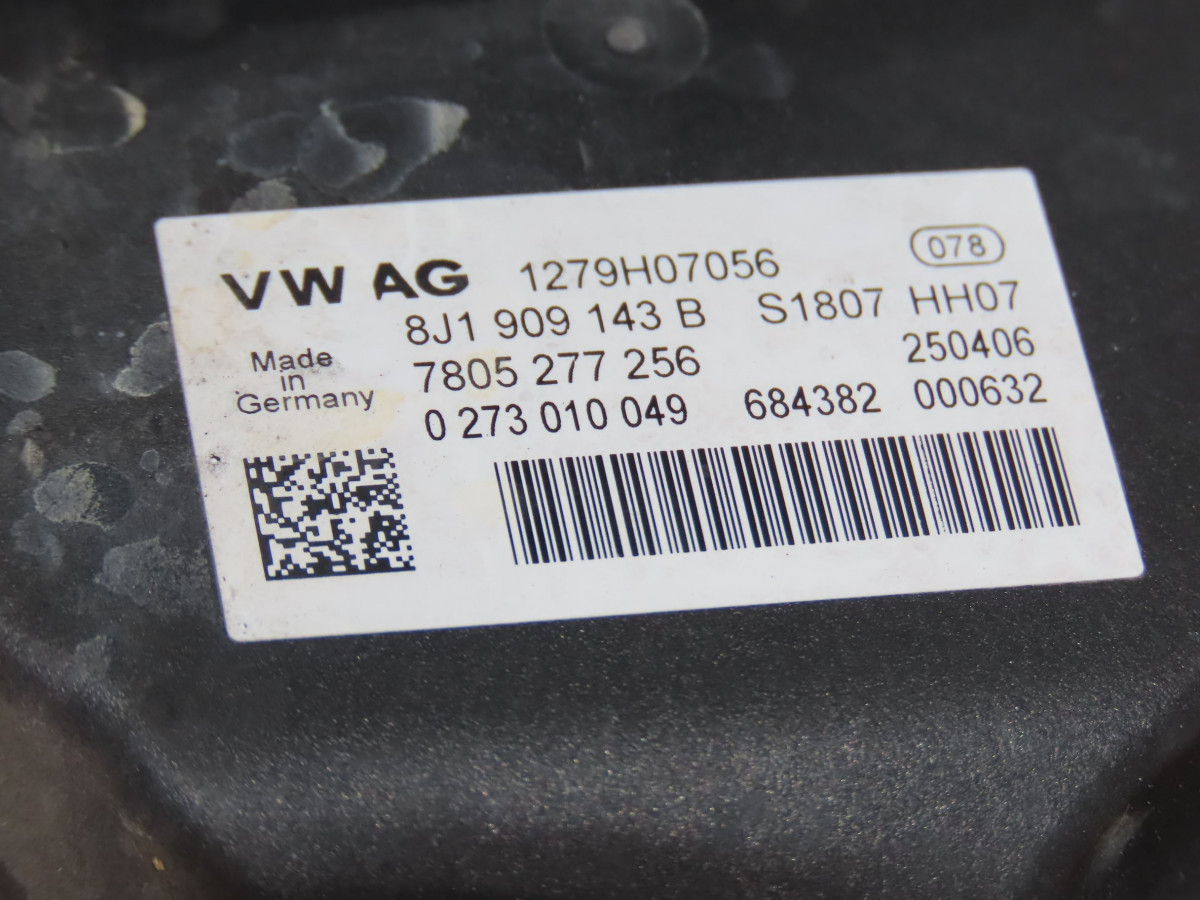 VW AG 1279H07056 078
8J1 909 143 B S1807 HH07
Made in Germany
7805 277 256 250406
0 273 010 049 684382 000632